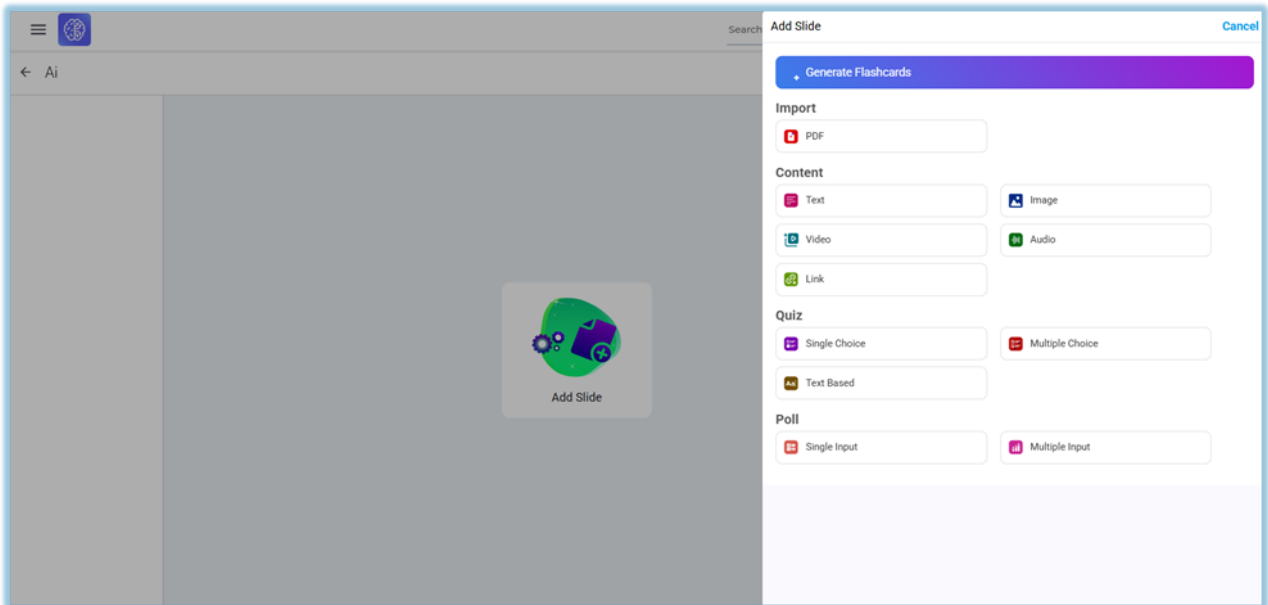 Search
Add Slide
Cancel
Ai
Generate Flashcards
Import
PDF
Content
Text
Image
Video
Audio
Link
Quiz
Single Choice
Multiple Choice
Aa
Text Based
Add Slide
Poll
Single Input
Multiple Input